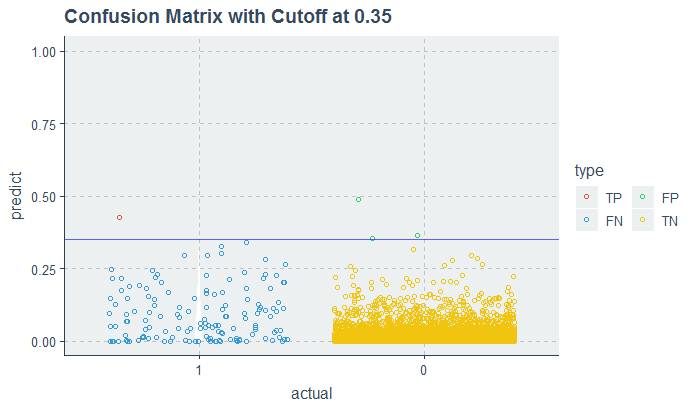 Confusion Matrix with Cutoff at 0.35
1.00
0.75
0.50
0.25
0.00
predict
1
0
actual
type
TP
FP
FN
TN